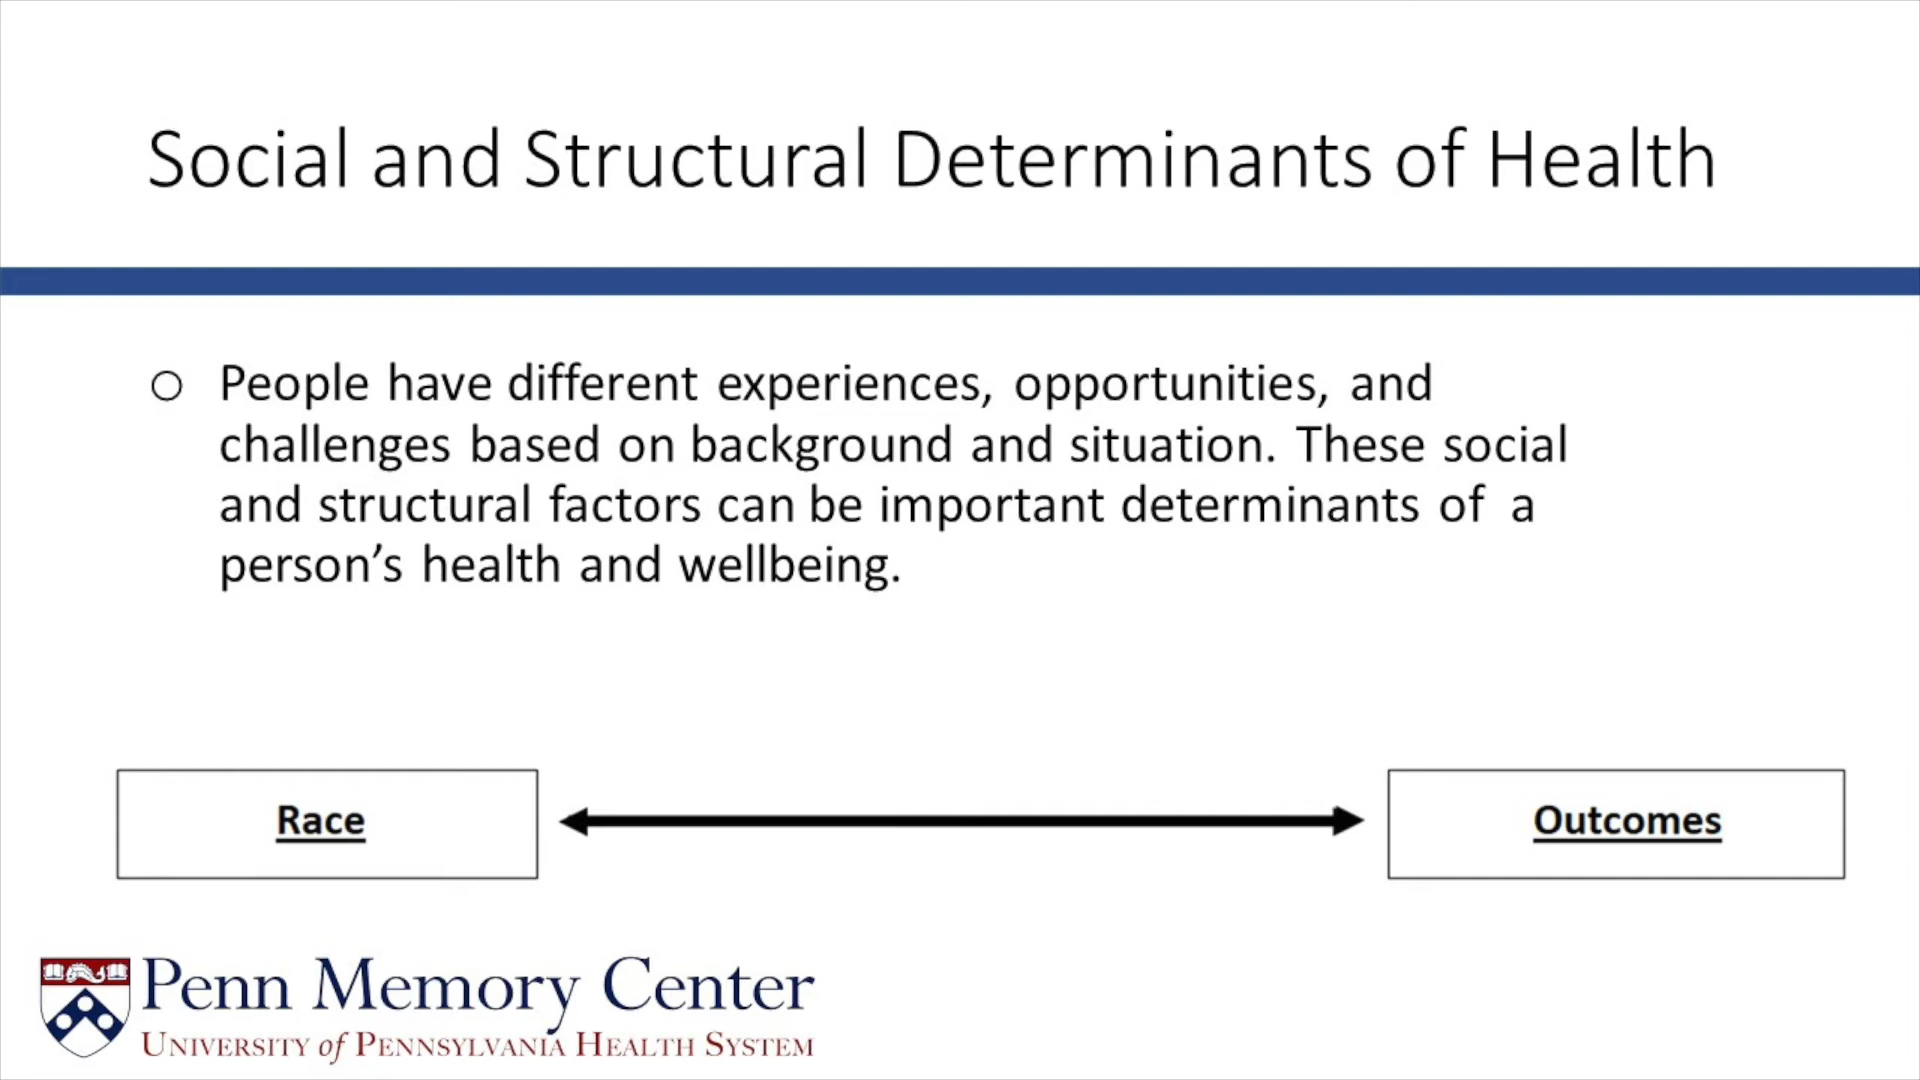 Social and Structural Determinants of Health
People have different experiences, opportunities, and
challenges based on background and situation. These social
and structural factors can be important determinants of a
person’s health and wellbeing.
Race
Outcomes
Penn Memory Center
University of Pennsylvania Health System